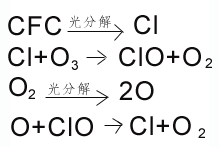 CFC 光分解→ Cl
Cl+O₃ → ClO+O₂
O₂ 光分解→ 2O
O+ClO → Cl+O₂